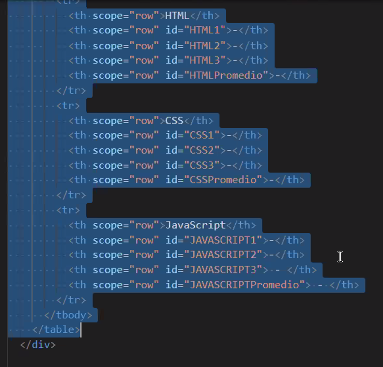 <tr>
<th scope="row">HTML</th>
<th scope="row" id="HTML1">-</th>
<th scope="row" id="HTML2">-</th>
<th scope="row" id="HTML3">-</th>
<th scope="row" id="HTMLPromedio">-</th>
</tr>
<tr>
<th scope="row">CSS</th>
<th scope="row" id="CSS1">-</th>
<th scope="row" id="CSS2">-</th>
<th scope="row" id="CSS3">-</th>
<th scope="row" id="CSSPromedio">-</th>
</tr>
<tr>
<th scope="row">JavaScript</th>
<th scope="row" id="JAVASCRIPT1">-</th>
<th scope="row" id="JAVASCRIPT2">-</th>
<th scope="row" id="JAVASCRIPT3"> - </th>
<th scope="row" id="JAVASCRIPTPromedio"> - </th>
</tr>
</tbody>
</table>
</div>